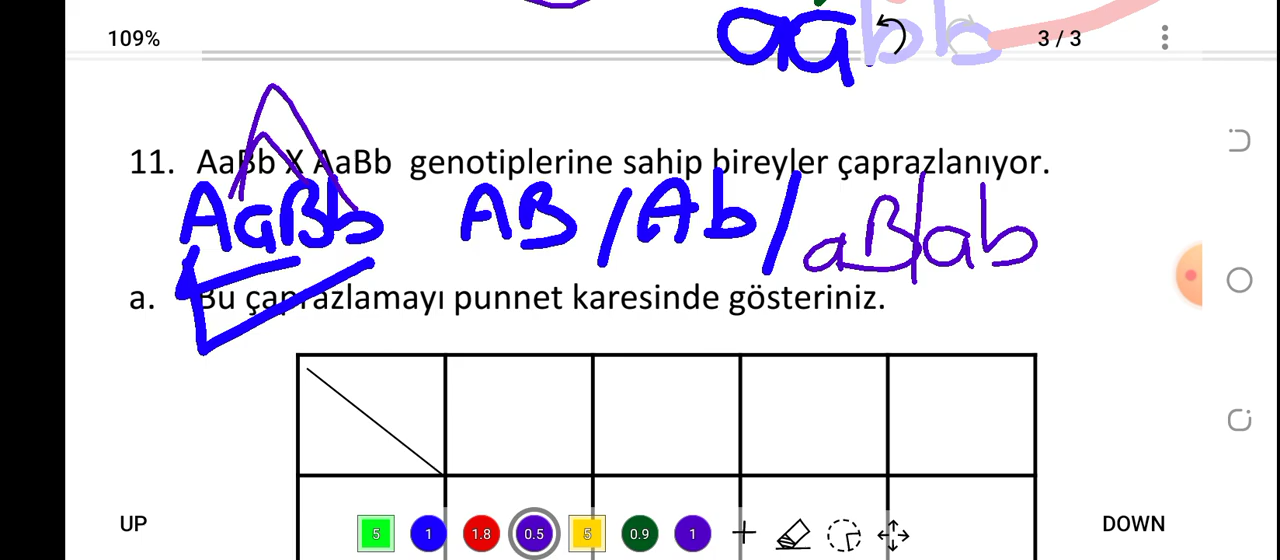 109%
aabb
3 / 3
11. AaBb X AaBb genotiplerine sahip bireyler çaprazlanıyor.
AaBb AB / Ab / aB / ab
a. Bu çaprazlamayı punnet karesinde gösteriniz.
5 1 1.8 0.5 5 0.9 1
UP
DOWN